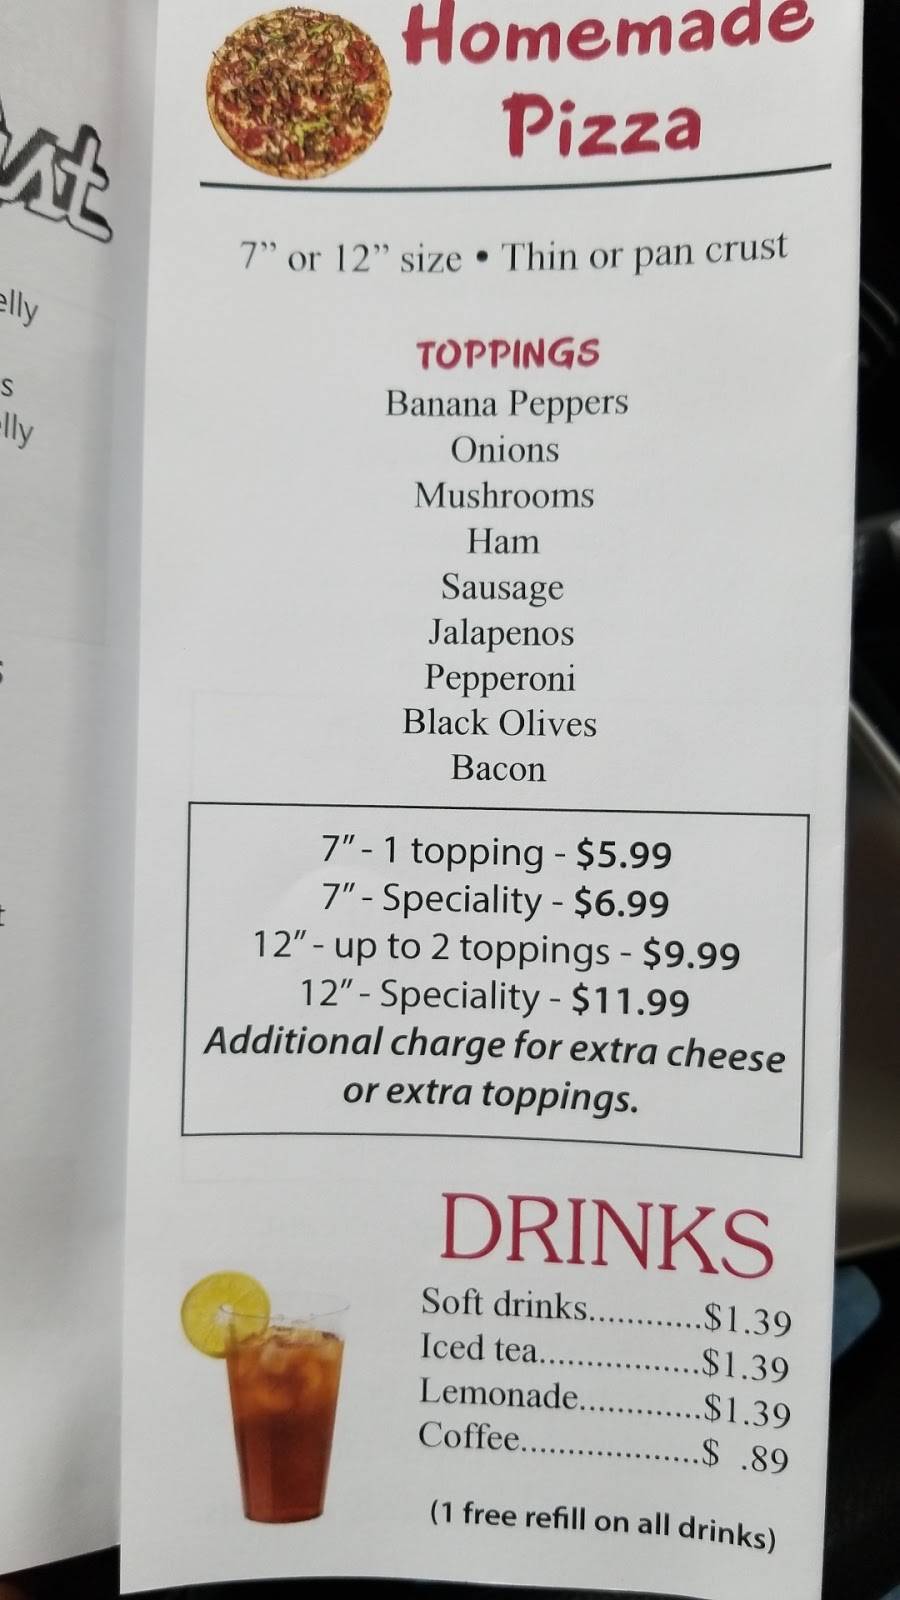 Homemade
Pizza
7” or 12” size • Thin or pan crust
TOPPINGS
Banana Peppers
Onions
Mushrooms
Ham
Sausage
Jalapenos
Pepperoni
Black Olives
Bacon
7” - 1 topping - $5.99
7” - Speciality - $6.99
12” - up to 2 toppings - $9.99
12” - Speciality - $11.99
Additional charge for extra cheese
or extra toppings.
DRINKS
Soft drinks............$1.39
Iced tea.................$1.39
Lemonade.............$1.39
Coffee...................$ .89
(1 free refill on all drinks)